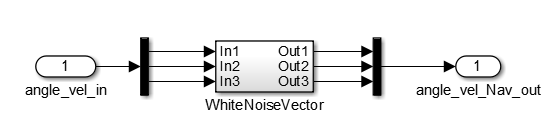 In1 Out1
1 In2 Out2 1
In3 Out3
angle_vel_in angle_vel_Nav_out
WhiteNoiseVector